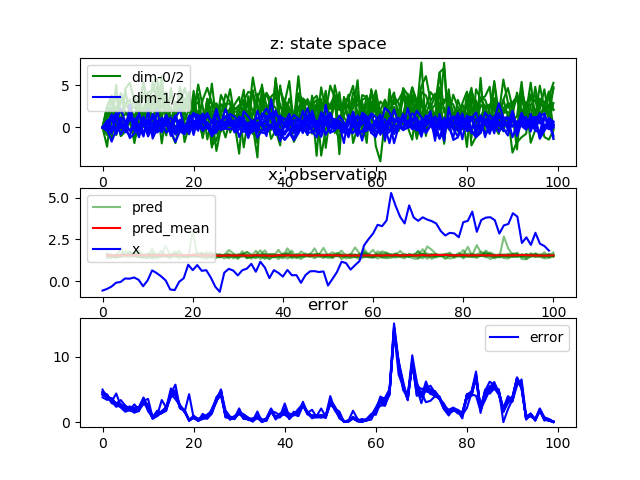 z: state space
dim-0/2
dim-1/2
5
0
0 20 40 60 80 100
x: observation
pred
pred_mean
x
5.0
2.5
0.0
0 20 40 60 80 100
error
error
10
0
0 20 40 60 80 100